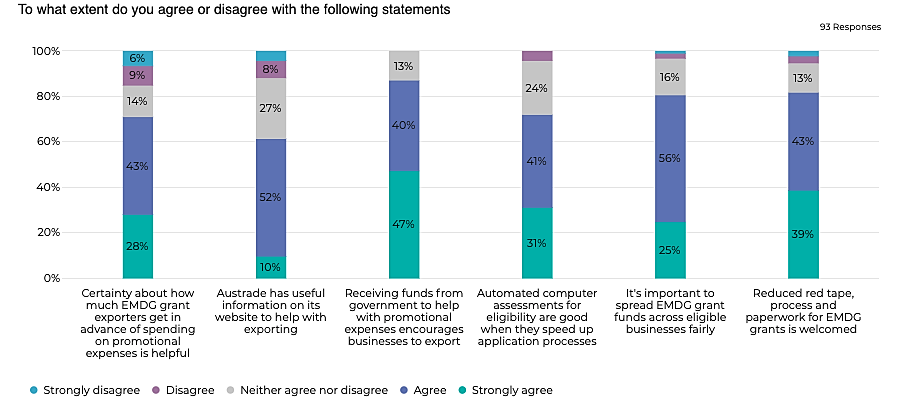 To what extent do you agree or disagree with the following statements
93 Responses
100%
80%
60%
40%
20%
0%
6%
9%
14%
43%
28%
8%
27%
52%
10%
13%
40%
47%
24%
41%
31%
16%
56%
25%
13%
43%
39%
Certainty about how
much EMDG grant
exporters get in
advance of spending
on promotional
expenses is helpful
Austrade has useful
information on its
website to help with
exporting
Receiving funds from
government to help
with promotional
expenses encourages
businesses to export
Automated computer
assessments for
eligibility are good
when they speed up
application processes
It's important to
spread EMDG grant
funds across eligible
businesses fairly
Reduced red tape,
process and
paperwork for EMDG
grants is welcomed
Strongly disagree
Disagree
Neither agree nor disagree
Agree
Strongly agree